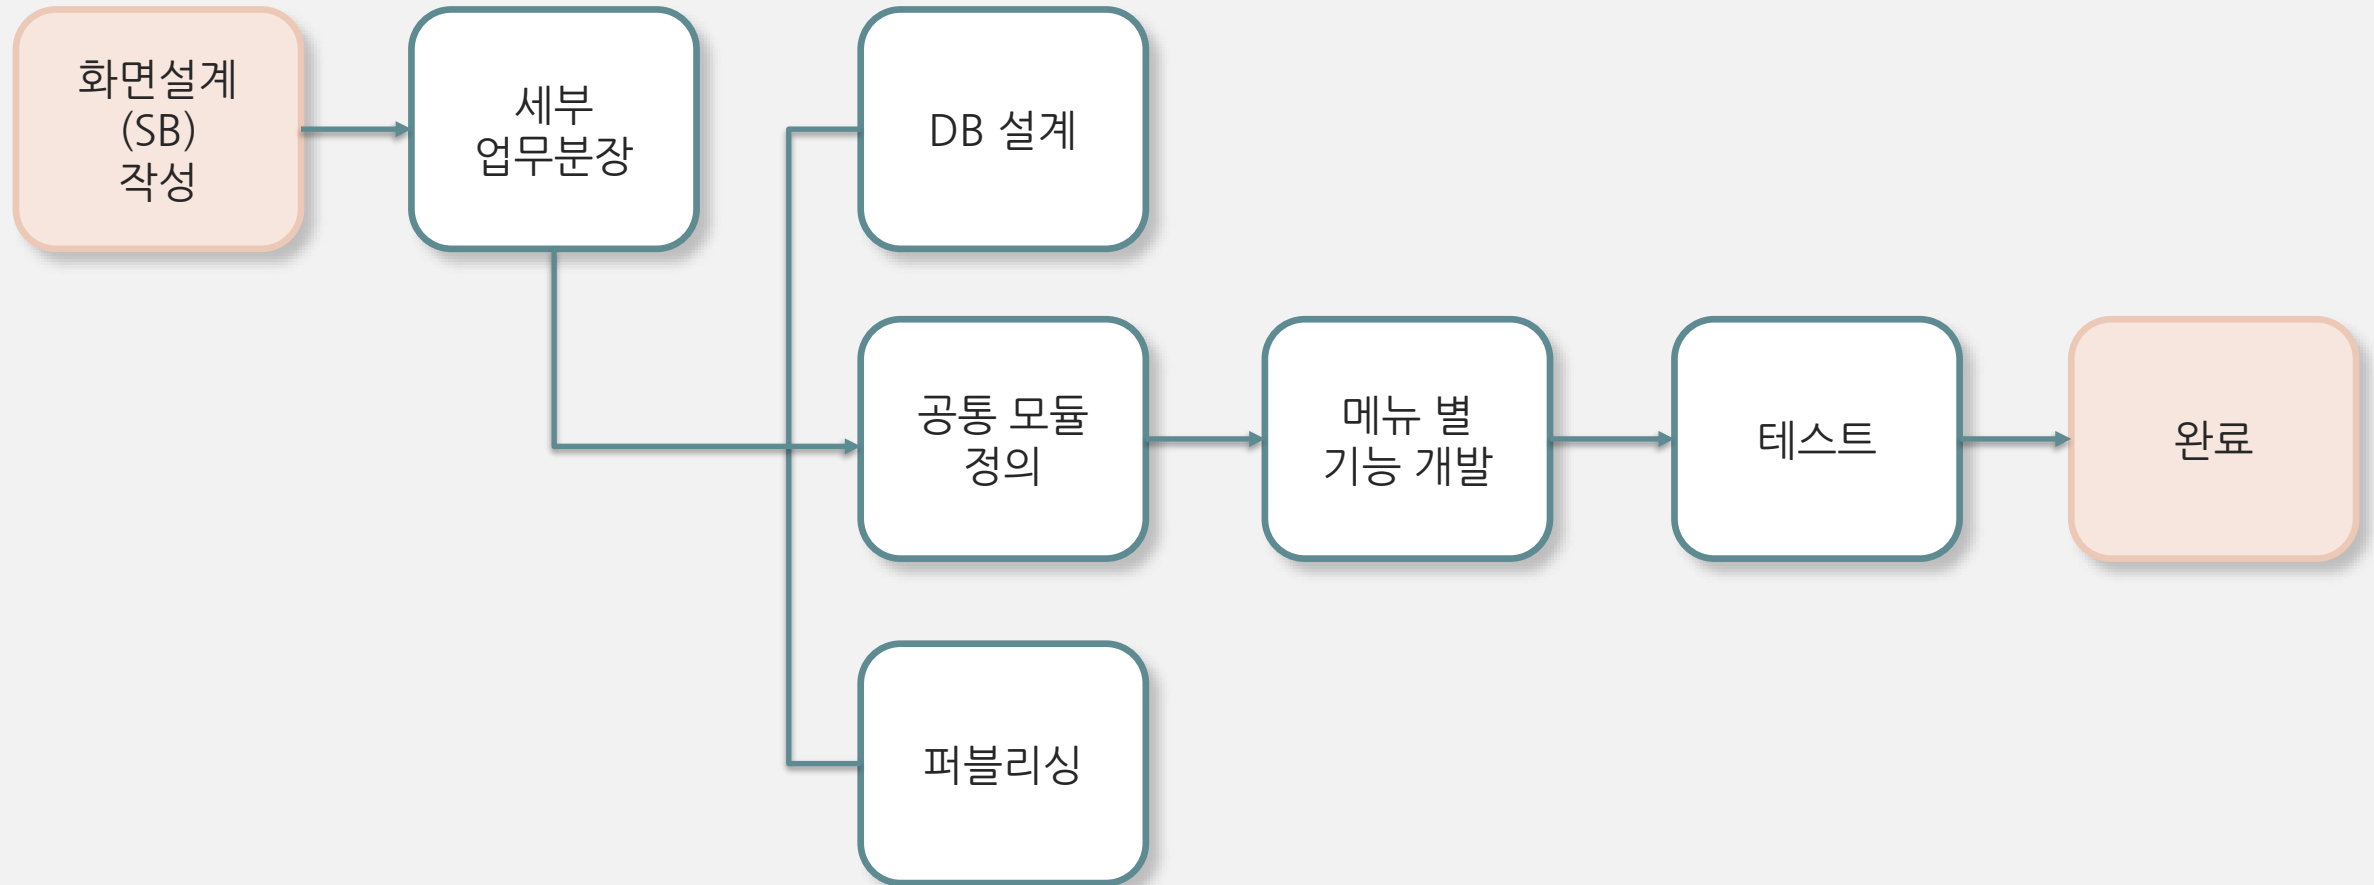 화면설계
(SB)
작성
세부
업무분장
DB 설계
공통 모듈
정의
메뉴 별
기능 개발
테스트
완료
퍼블리싱